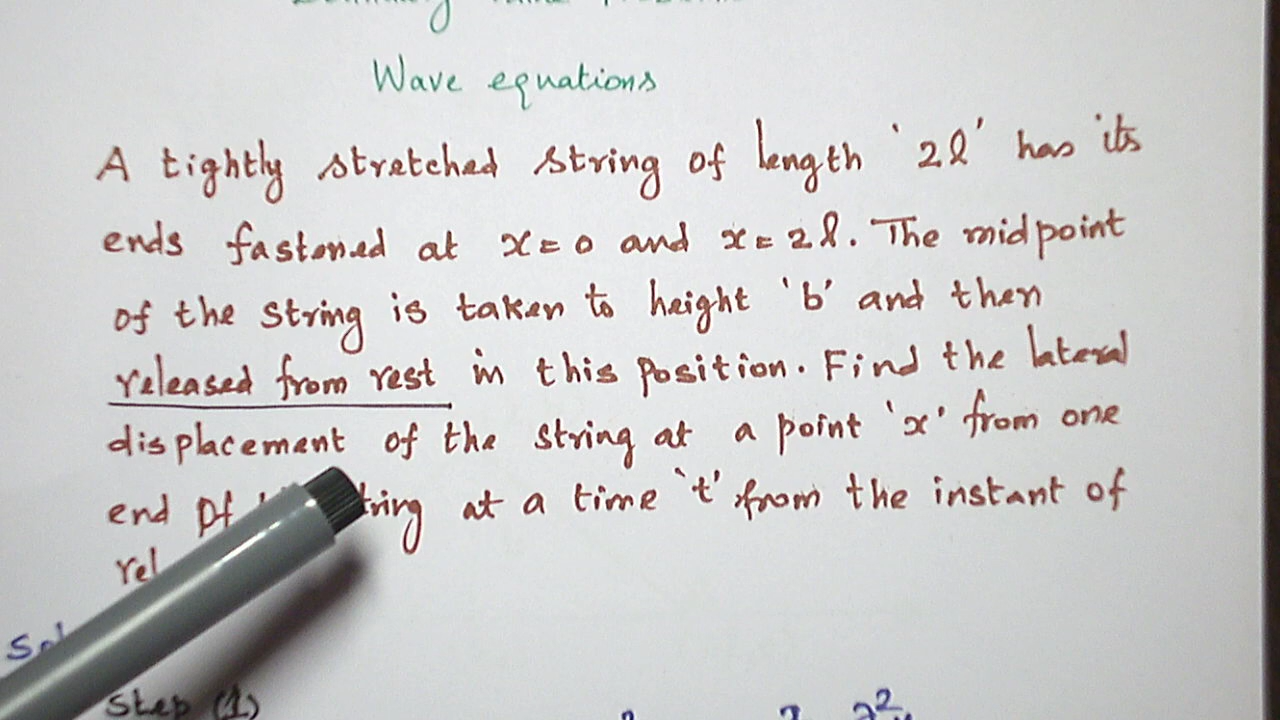 Wave equations
A tightly stretched string of length '2l' has its
ends fastened at x=0 and x=2l. The midpoint
of the string is taken to height 'b' and then
released from rest in this position. Find the lateral
displacement of the string at a point 'x' from one
end of string at a time 't' from the instant of
rel
Step (1)